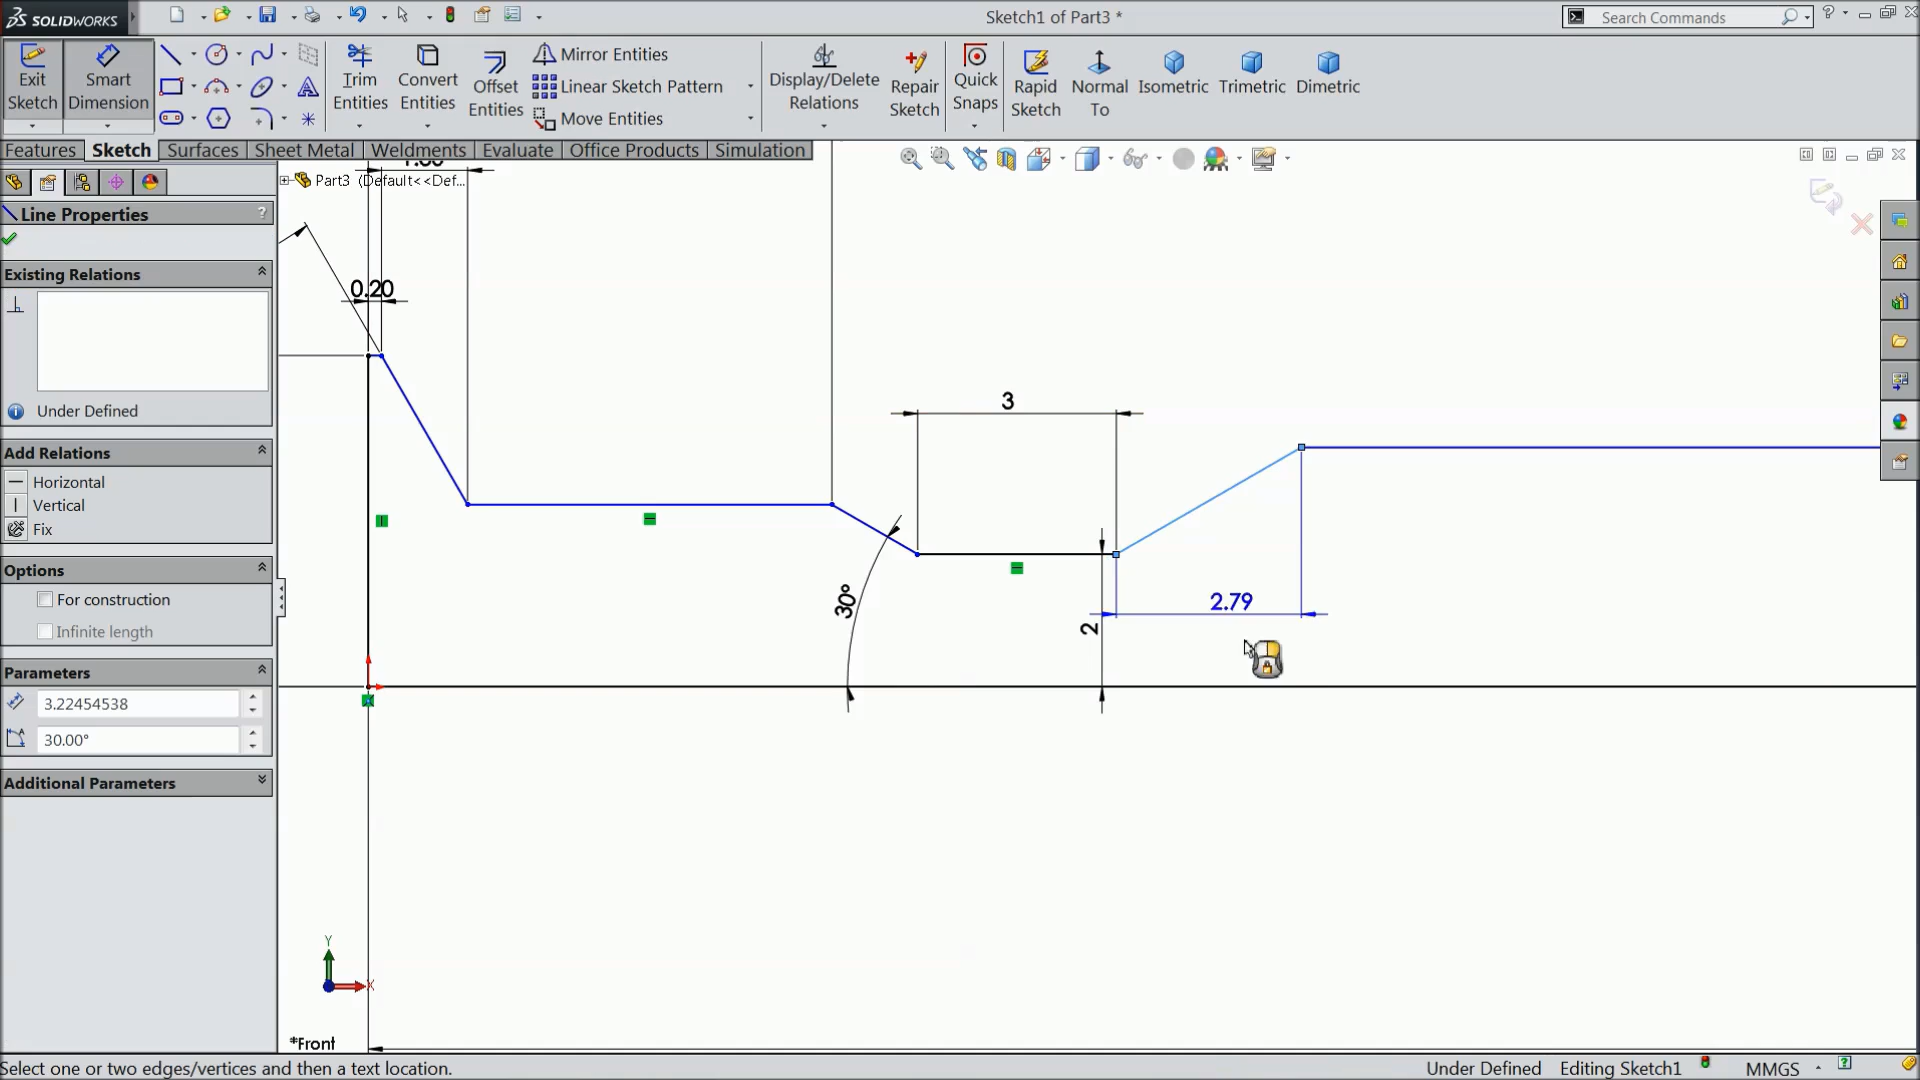 SOLIDWORKS
Sketch1 of Part3 *
Search Commands
Exit Sketch
Smart Dimension
Trim Entities
Convert Entities
Offset Entities
Mirror Entities
Linear Sketch Pattern
Move Entities
Display/Delete Relations
Repair Sketch
Quick Snaps
Rapid Sketch
Normal To
Isometric
Trimetric
Dimetric
Features
Sketch
Surfaces
Sheet Metal
Weldments
Evaluate
Office Products
Simulation
Part3 (Default<<Def...
Line Properties
?
Existing Relations
Under Defined
Add Relations
Horizontal
Vertical
Fix
Options
For construction
Infinite length
Parameters
3.22454538
30.00°
Additional Parameters
0.20
3
30°
2
2.79
Y
X
*Front
Select one or two edges/vertices and then a text location.
Under Defined
Editing Sketch1
MMGS